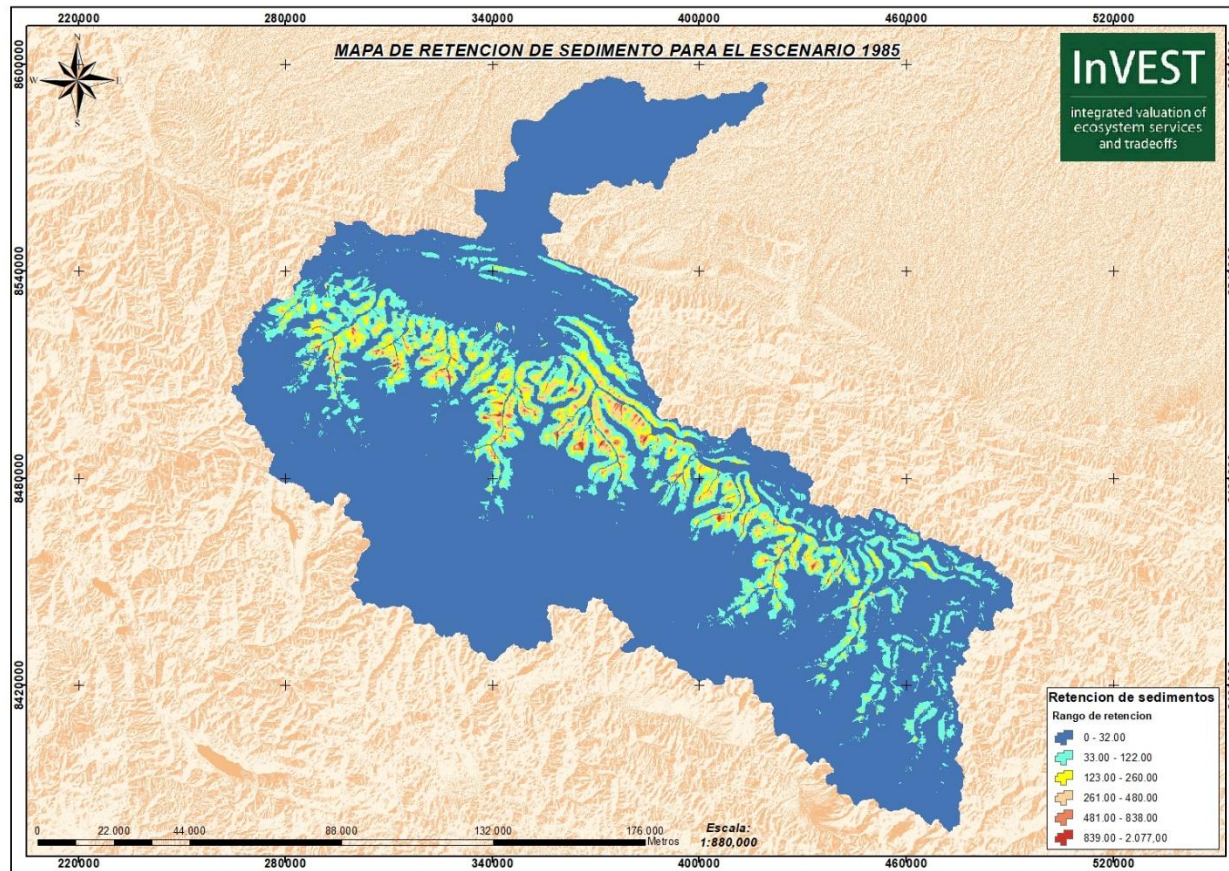 220000 280000 340000 400000 460000 520000
N
W E
S
MAPA DE RETENCION DE SEDIMENTO PARA EL ESCENARIO 1985
InVEST
integrated valuation of
ecosystem services
and tradeoffs
8600000
8540000
8480000
8420000
Retencion de sedimentos
Rango de retencion
0 - 32.00
33.00 - 122.00
123.00 - 260.00
261.00 - 480.00
481.00 - 838.00
839.00 - 2.077,00
0 22.000 44.000 88.000 132.000 176.000
Metros
Escala:
1:880,000
220000 280000 340000 400000 460000 520000